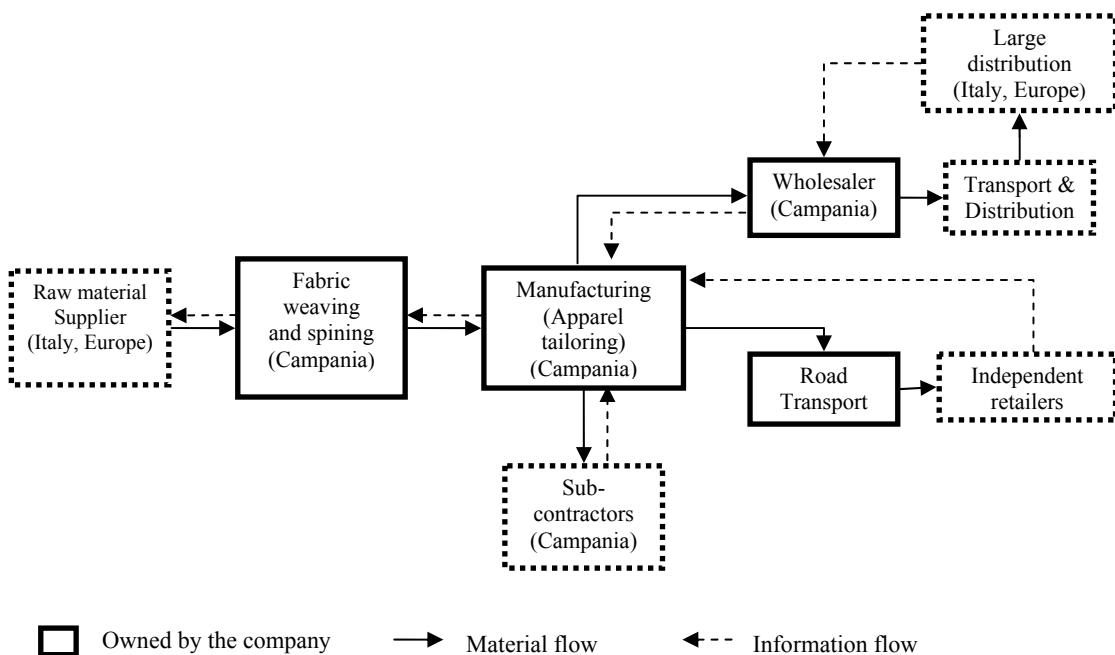 Large
distribution
(Italy, Europe)
Wholesaler
(Campania)
Transport &
Distribution
Raw material
Supplier
(Italy, Europe)
Fabric
weaving
and spining
(Campania)
Manufacturing
(Apparel
tailoring)
(Campania)
Road
Transport
Independent
retailers
Sub-
contractors
(Campania)
Owned by the company
Material flow
Information flow